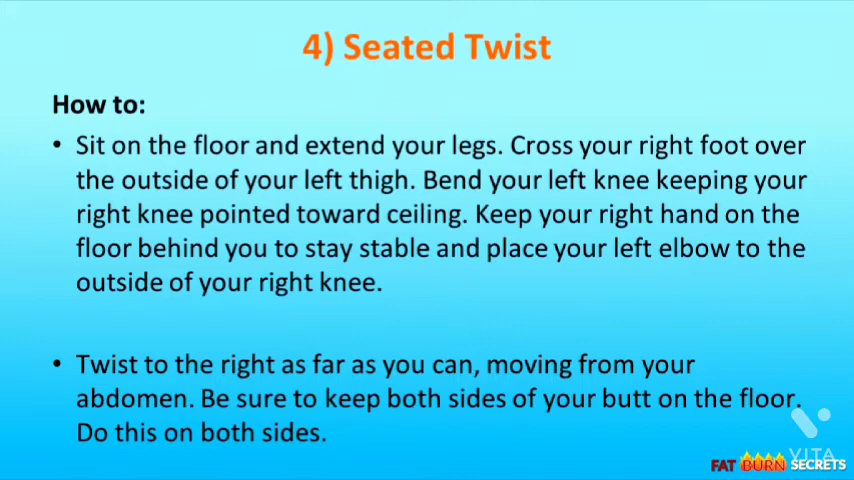 4) Seated Twist
How to:
• Sit on the floor and extend your legs. Cross your right foot over
the outside of your left thigh. Bend your left knee keeping your
right knee pointed toward ceiling. Keep your right hand on the
floor behind you to stay stable and place your left elbow to the
outside of your right knee.
• Twist to the right as far as you can, moving from your
abdomen. Be sure to keep both sides of your butt on the floor.
Do this on both sides.
VITA
FAT BURN SECRETS